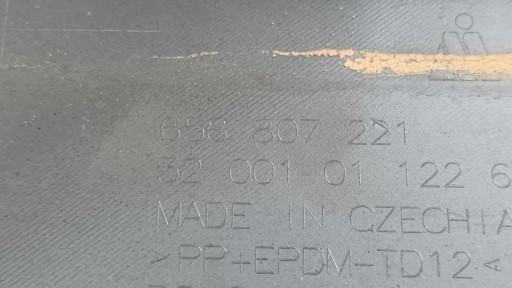 658 807 221
32 001 01 122 6
MADE IN CZECHIA
>PP+EPDM-TD12<